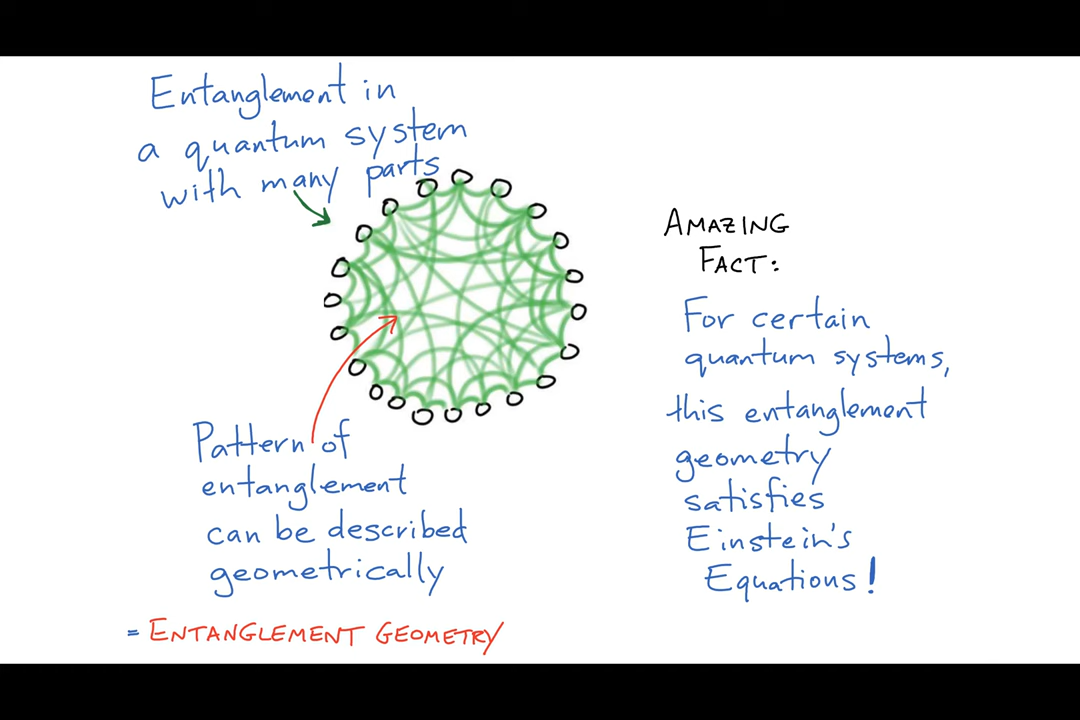 Entanglement in
a quantum system
with many parts
Pattern of
entanglement
can be described
geometrically
= ENTANGLEMENT GEOMETRY
AMAZING
FACT:
For certain
quantum systems,
this entanglement
geometry
satisfies
Einstein's
Equations!